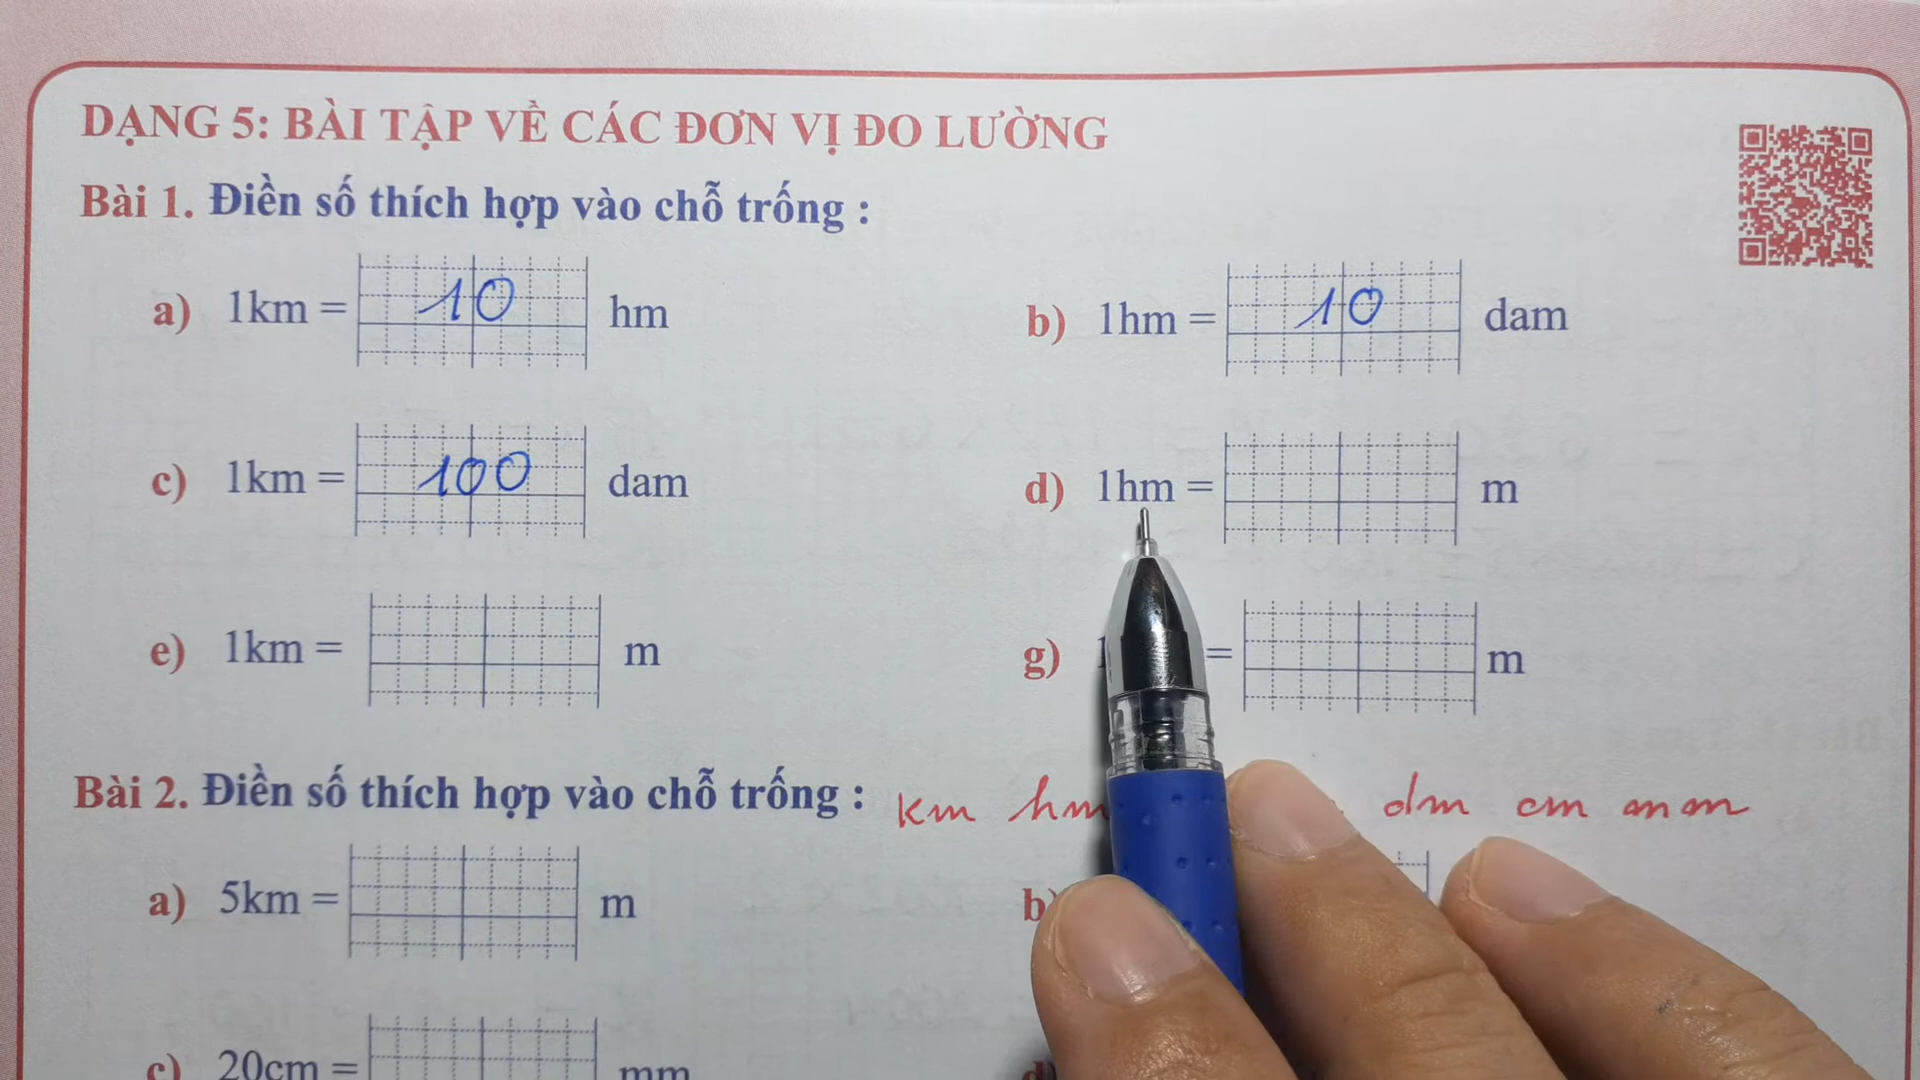 DẠNG 5: BÀI TẬP VỀ CÁC ĐƠN VỊ ĐO LƯỜNG
Bài 1. Điền số thích hợp vào chỗ trống :
a) 1km = 10 hm
b) 1hm = 10 dam
c) 1km = 100 dam
d) 1hm = m
e) 1km = m
g) = m
Bài 2. Điền số thích hợp vào chỗ trống : km hm dm cm mm
a) 5km = m
b)
c) 20cm = mm
d)